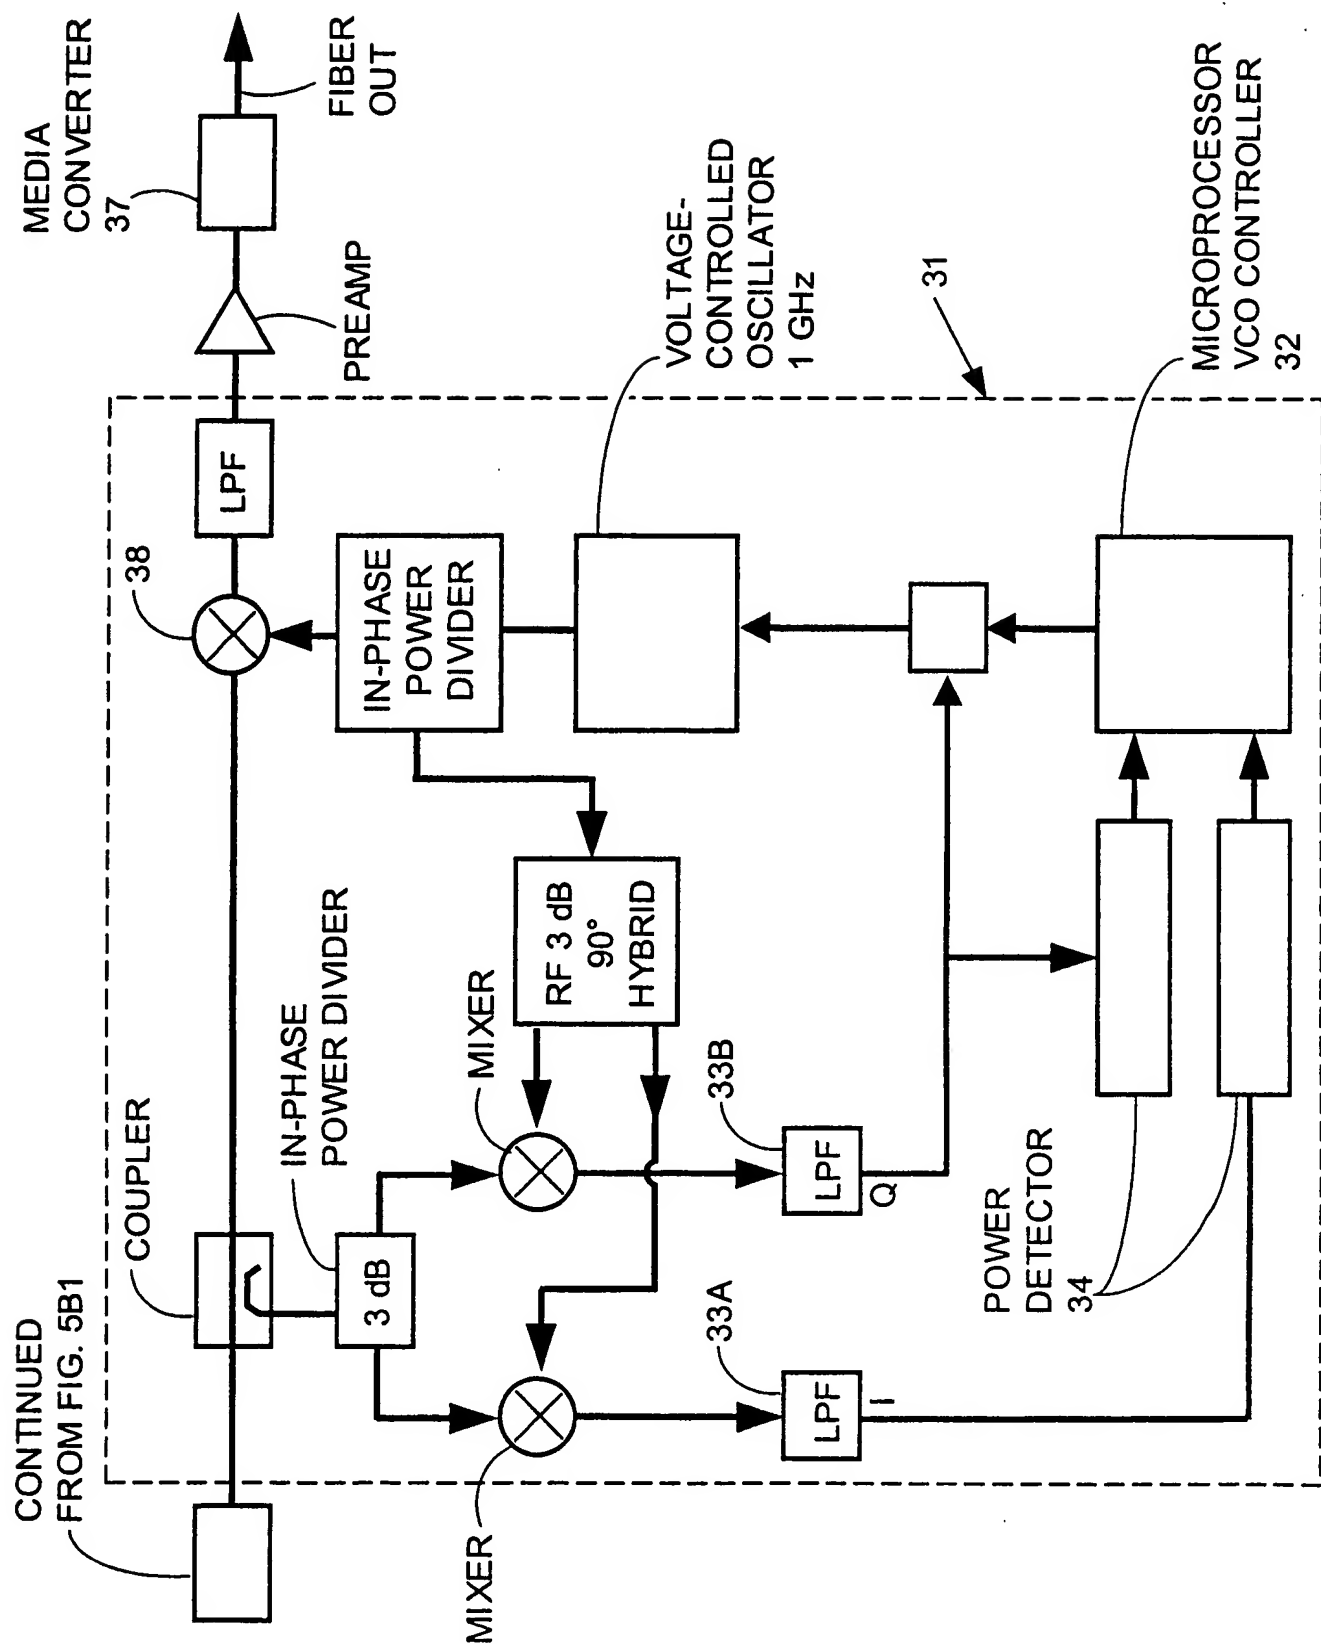 CONTINUED
FROM FIG. 5B1
COUPLER
38
LPF
MEDIA
CONVERTER
37
FIBER
OUT
PREAMP
IN-PHASE
POWER DIVIDER
3 dB
IN-PHASE
POWER
DIVIDER
MIXER
MIXER
RF 3 dB
90°
HYBRID
VOLTAGE-
CONTROLLED
OSCILLATOR
1 GHz
33A
LPF
I
33B
LPF
Q
31
POWER
DETECTOR
34
MICROPROCESSOR
VCO CONTROLLER
32